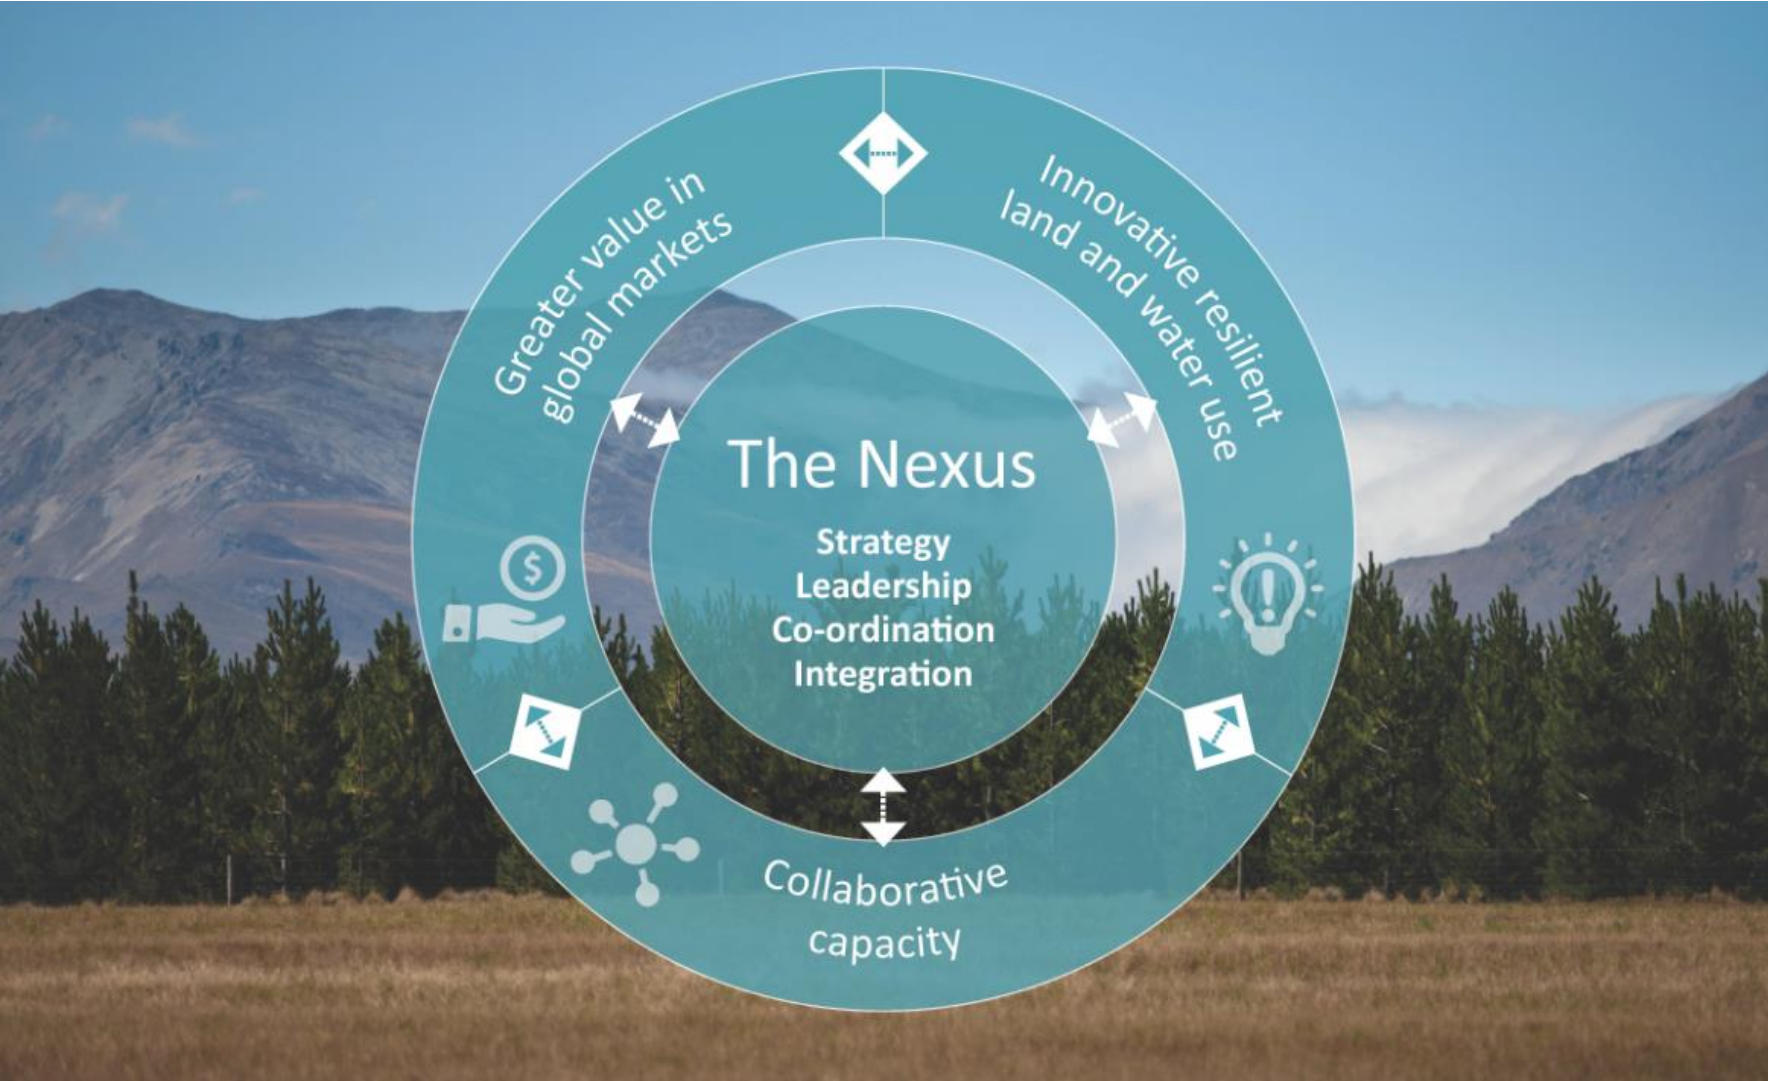 Greater value in
global markets
Innovative resilient
land and water use
The Nexus
Strategy
Leadership
Co-ordination
Integration
$
Collaborative
capacity